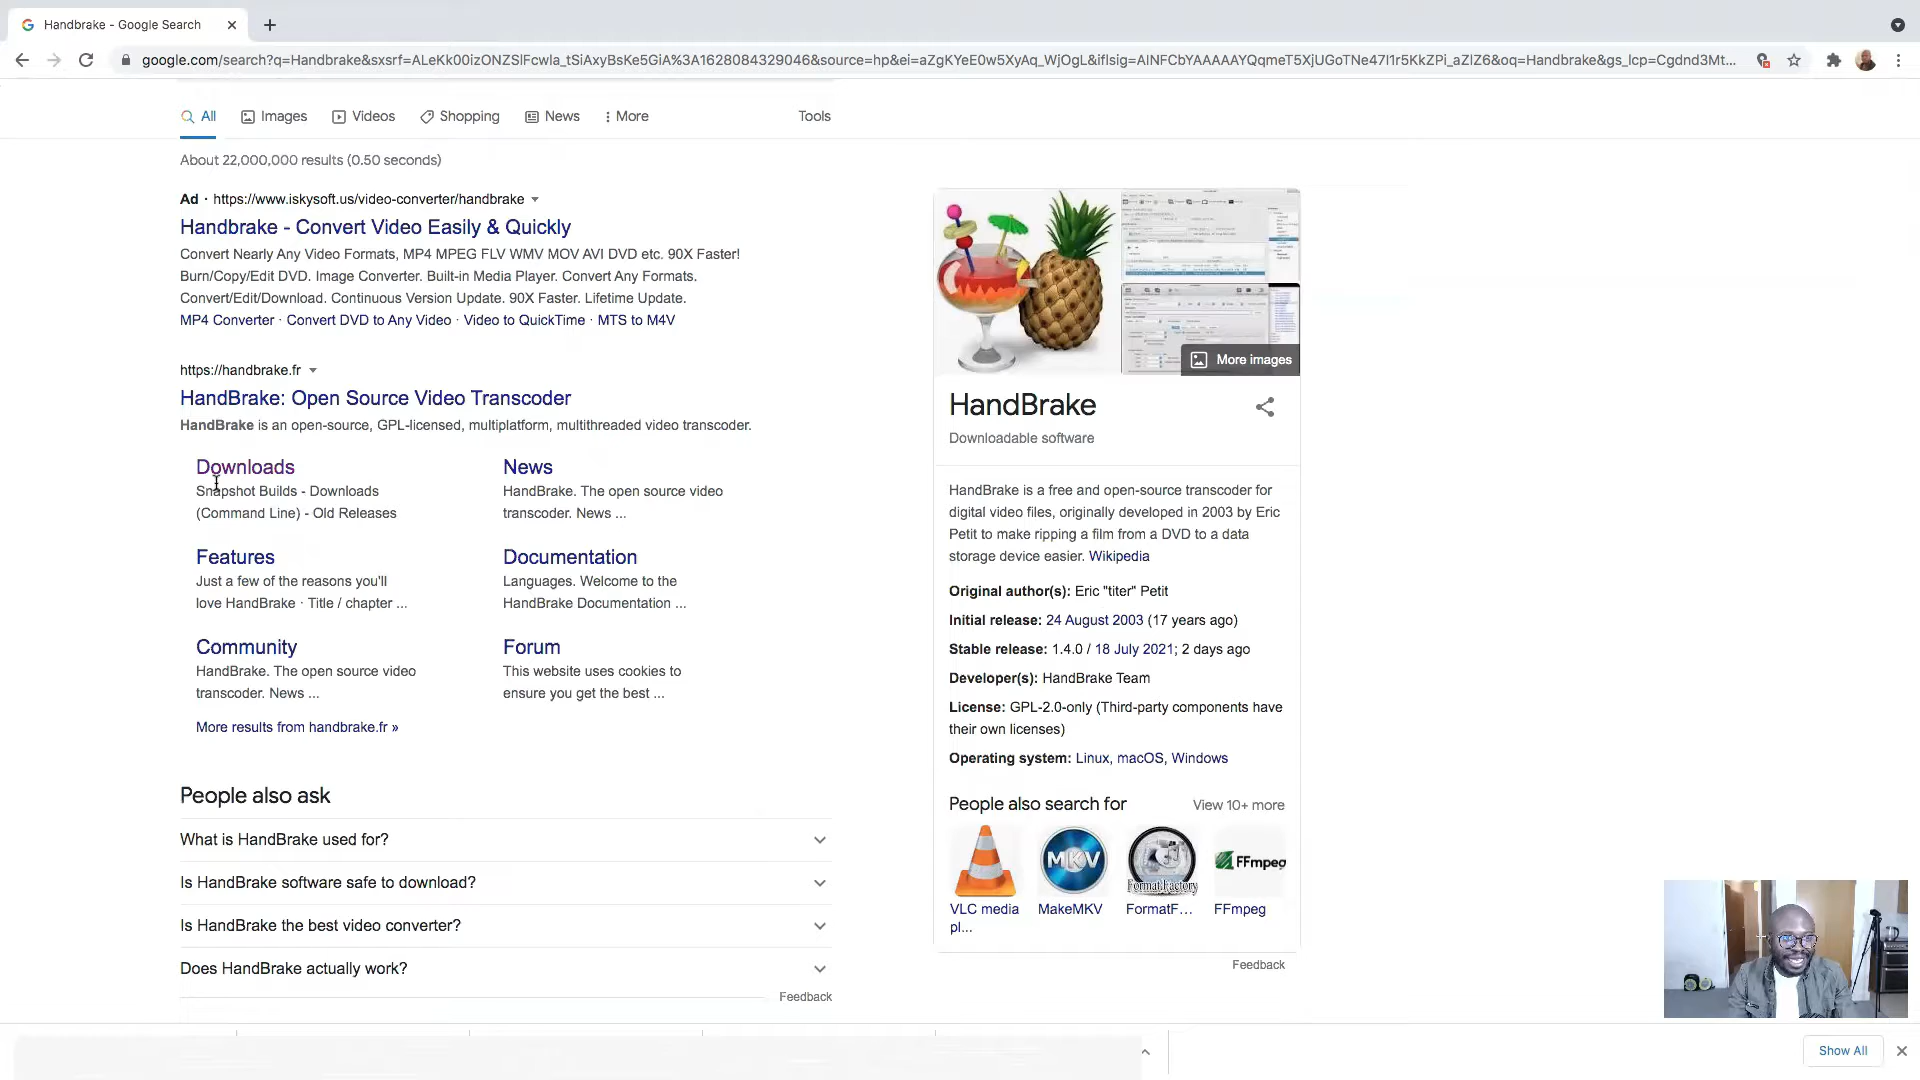 Handbrake - Google Search
google.com/search?q=Handbrake&sxsrf=ALeKk00izONZSlFcwla_tSiAxyBsKe5GiA%3A1628084329046&source=hp&ei=aZgKYeE0w5XyAq_WjOgL&iflsig=AINFCbYAAAAAYQqmeT5XjUGoTNe47l1r5KkZPi_aZlZ6&oq=Handbrake&gs_lcp=Cgdnd3Mt...
All
Images
Videos
Shopping
News
More
Tools
About 22,000,000 results (0.50 seconds)
Ad · https://www.iskysoft.us/video-converter/handbrake
Handbrake - Convert Video Easily & Quickly
Convert Nearly Any Video Formats, MP4 MPEG FLV WMV MOV AVI DVD etc. 90X Faster!
Burn/Copy/Edit DVD. Image Converter. Built-in Media Player. Convert Any Formats.
Convert/Edit/Download. Continuous Version Update. 90X Faster. Lifetime Update.
MP4 Converter · Convert DVD to Any Video · Video to QuickTime · MTS to M4V
https://handbrake.fr
HandBrake: Open Source Video Transcoder
HandBrake is an open-source, GPL-licensed, multiplatform, multithreaded video transcoder.
Downloads
Snapshot Builds - Downloads
(Command Line) - Old Releases
News
HandBrake. The open source video
transcoder. News ...
Features
Just a few of the reasons you'll
love HandBrake · Title / chapter ...
Documentation
Languages. Welcome to the
HandBrake Documentation ...
Community
HandBrake. The open source video
transcoder. News ...
Forum
This website uses cookies to
ensure you get the best ...
More results from handbrake.fr »
People also ask
What is HandBrake used for?
Is HandBrake software safe to download?
Is HandBrake the best video converter?
Does HandBrake actually work?
Feedback
More images
HandBrake
Downloadable software
HandBrake is a free and open-source transcoder for
digital video files, originally developed in 2003 by Eric
Petit to make ripping a film from a DVD to a data
storage device easier. Wikipedia
Original author(s): Eric "titer" Petit
Initial release: 24 August 2003 (17 years ago)
Stable release: 1.4.0 / 18 July 2021; 2 days ago
Developer(s): HandBrake Team
License: GPL-2.0-only (Third-party components have
their own licenses)
Operating system: Linux, macOS, Windows
People also search for
View 10+ more
MKV
Format Factory
FFmpeg
VLC media
pl...
MakeMKV
FormatF...
FFmpeg
Feedback
Show All